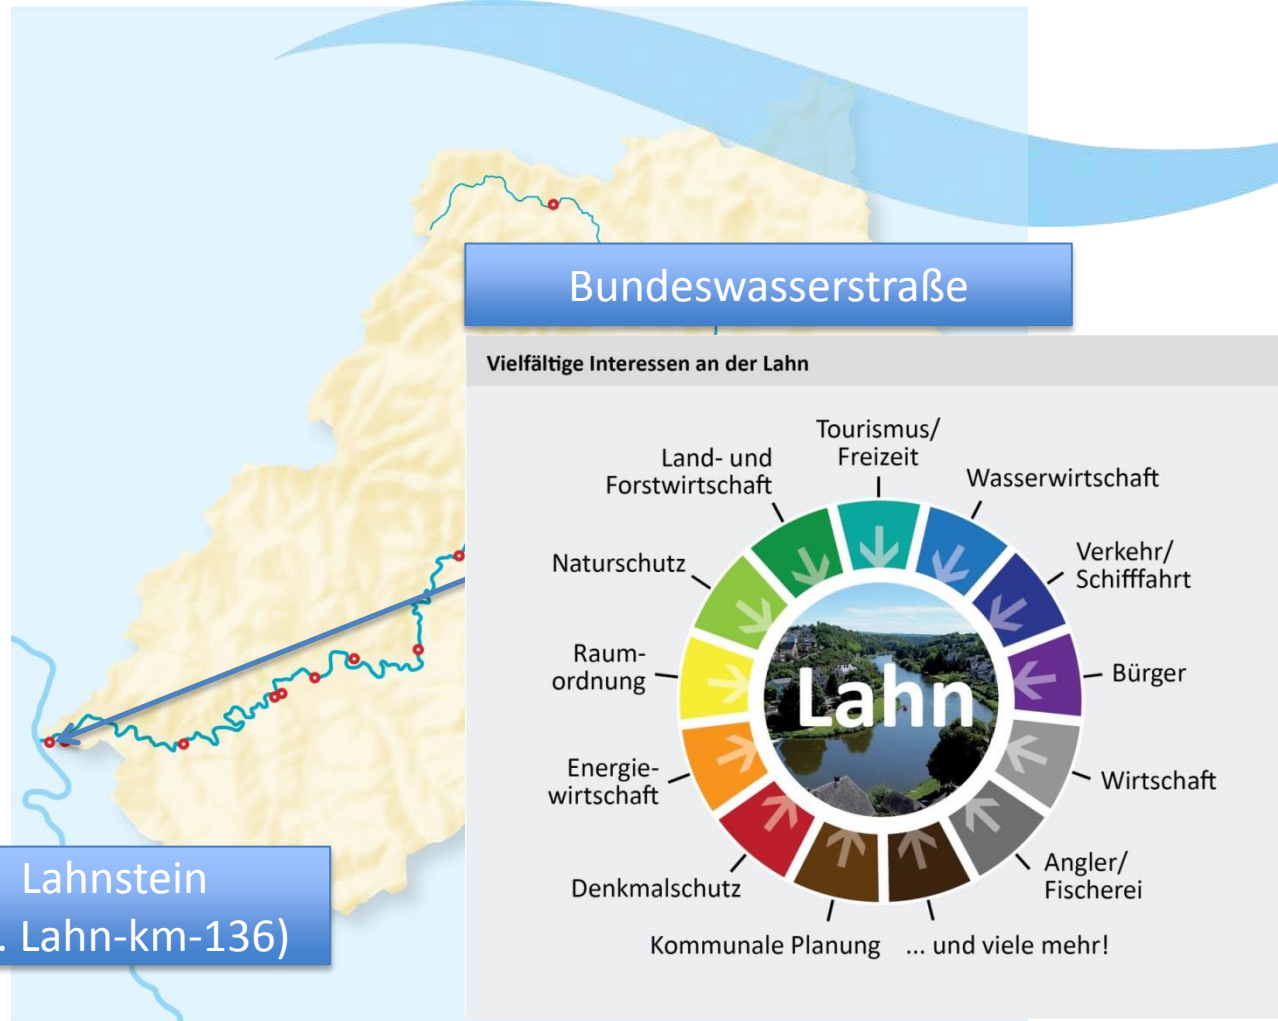 Bundeswasserstraße
Vielfältige Interessen an der Lahn
Tourismus/
Freizeit
Land- und
Forstwirtschaft
Wasserwirtschaft
Naturschutz
Verkehr/
Schifffahrt
Raum-
ordnung
Bürger
Lahn
Energie-
wirtschaft
Wirtschaft
Denkmalschutz
Angler/
Fischerei
Kommunale Planung
... und viele mehr!
Lahnstein
. Lahn-km-136)